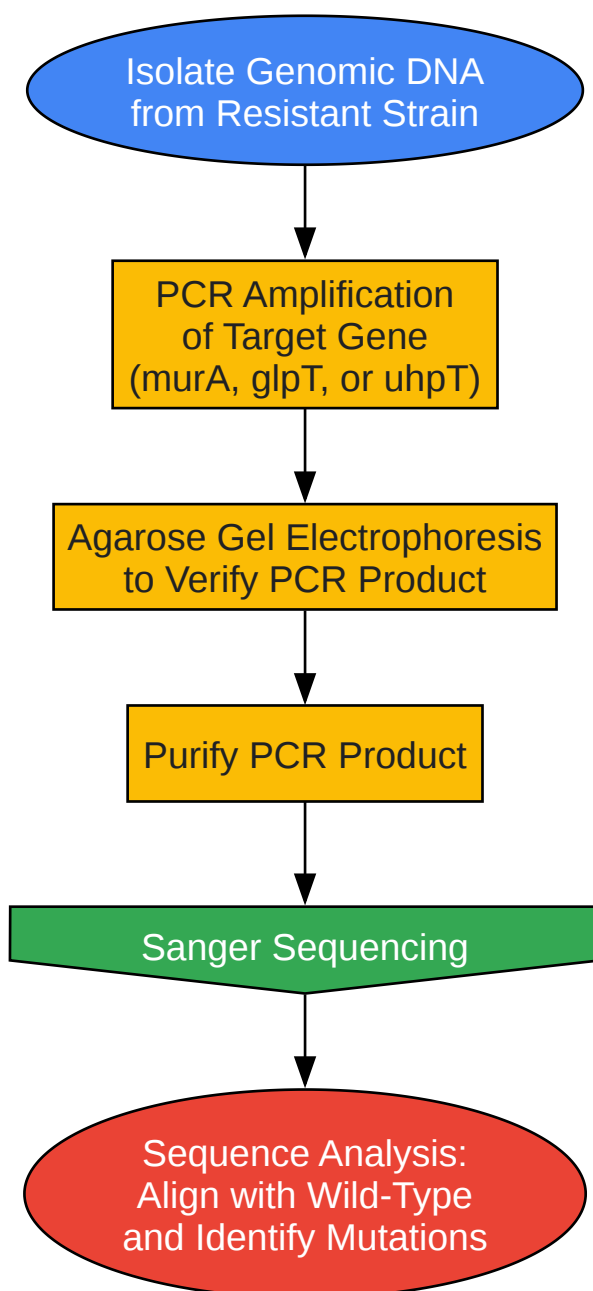 Isolate Genomic DNA
from Resistant Strain
PCR Amplification
of Target Gene
(murA, glpT, or uhpT)
Agarose Gel Electrophoresis
to Verify PCR Product
Purify PCR Product
Sanger Sequencing
Sequence Analysis:
Align with Wild-Type
and Identify Mutations